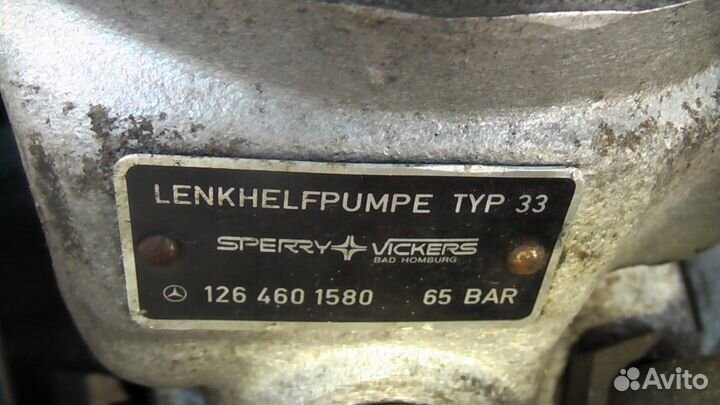 LENKHELFPUMPE TYP 33
SPERRY VICKERS
BAD HOMBURG
126 460 1580 65 BAR
Avito